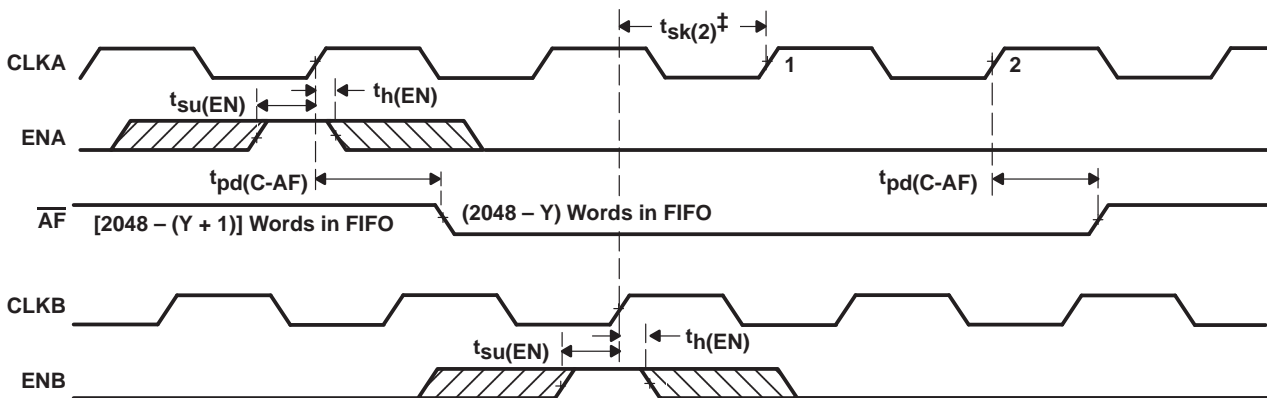 tsk(2)‡
CLKA
1
2
tsu(EN)
th(EN)
ENA
tpd(C-AF)
tpd(C-AF)
AF
[2048 – (Y + 1)] Words in FIFO
(2048 – Y) Words in FIFO
CLKB
tsu(EN)
th(EN)
ENB